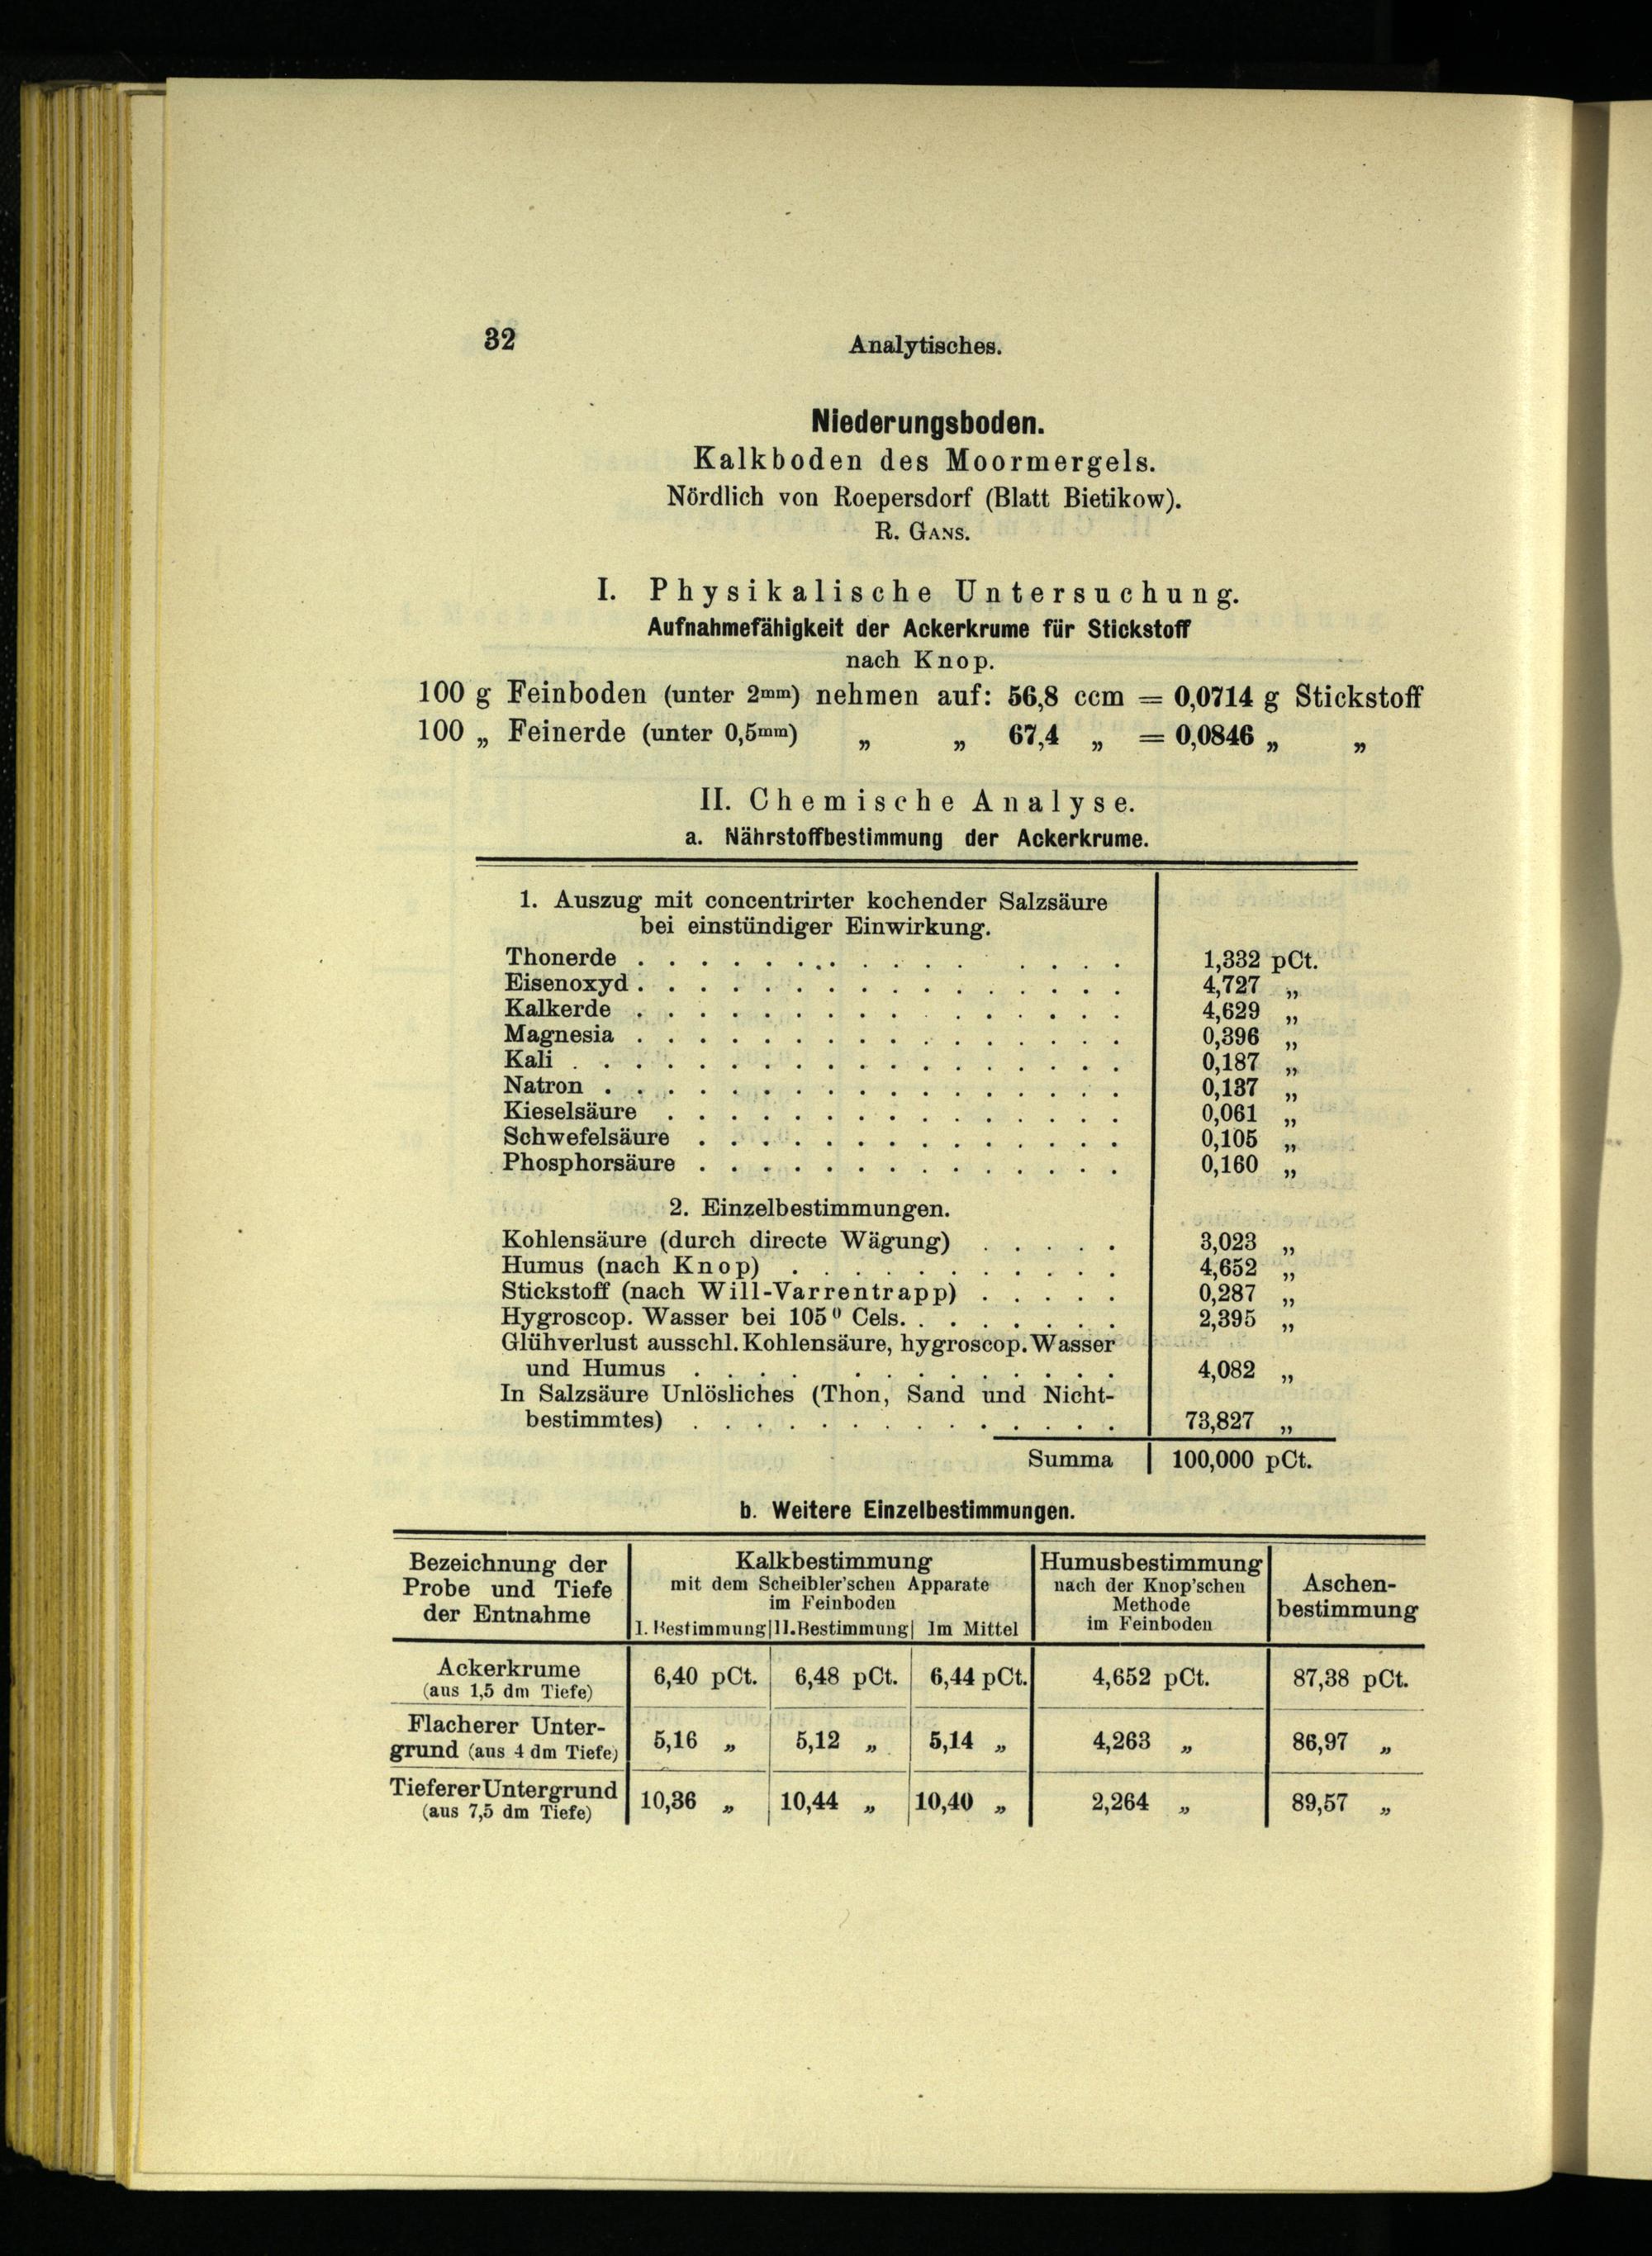 32 Analytisches.
Niederungsboden.
Kalkboden des Moormergels.
Nördlich von Roepersdorf (Blatt Bietikow).
R. Gans.
I. Physikalische Untersuchung.
Aufnahmefähigkeit der Ackerkrume für Stickstoff
nach Knop.
100 g Feinboden (unter 2mm) nehmen auf: 56,8 ccm = 0,0714 g Stickstoff
100 „ Feinerde (unter 0,5mm) „ „ 67,4 „ = 0,0846 „ „
II. Chemische Analyse.
a. Nährstoffbestimmung der Ackerkrume.
1. Auszug mit concentrirter kochender Salzsäure
bei einstündiger Einwirkung.
Thonerde . . . . . . . . . . . . . . . . 1,332 pCt.
Eisenoxyd . . . . . . . . . . . . . . . . 4,727 „
Kalkerde . . . . . . . . . . . . . . . . 4,629 „
Magnesia . . . . . . . . . . . . . . . . 0,396 „
Kali . . . . . . . . . . . . . . . . . . 0,187 „
Natron . . . . . . . . . . . . . . . . . 0,137 „
Kieselsäure . . . . . . . . . . . . . . . 0,061 „
Schwefelsäure . . . . . . . . . . . . . . 0,105 „
Phosphorsäure . . . . . . . . . . . . . . 0,160 „
2. Einzelbestimmungen.
Kohlensäure (durch directe Wägung) . . . . . 3,023 „
Humus (nach Knop) . . . . . . . . . . . 4,652 „
Stickstoff (nach Will-Varrentrapp) . . . . . 0,287 „
Hygroscop. Wasser bei 105⁰ Cels. . . . . . . . 2,395 „
Glühverlust ausschl. Kohlensäure, hygroscop. Wasser
und Humus . . . . . . . . . . . . . . 4,082 „
In Salzsäure Unlösliches (Thon, Sand und Nicht-
bestimmtes) . . . . . . . . . . . . . . 73,827 „
Summa 100,000 pCt.
b. Weitere Einzelbestimmungen.
Bezeichnung der
Probe und Tiefe
der Entnahme
Kalkbestimmung
mit dem Scheibler'schen Apparate
im Feinboden
I. Bestimmung II. Bestimmung Im Mittel
Humusbestimmung
nach der Knop'schen
Methode
im Feinboden
Aschen-
bestimmung
Ackerkrume
(aus 1,5 dm Tiefe)
6,40 pCt. 6,48 pCt. 6,44 pCt. 4,652 pCt. 87,38 pCt.
Flacherer Unter-
grund (aus 4 dm Tiefe)
5,16 „ 5,12 „ 5,14 „ 4,263 „ 86,97 „
Tieferer Untergrund
(aus 7,5 dm Tiefe)
10,36 „ 10,44 „ 10,40 „ 2,264 „ 89,57 „